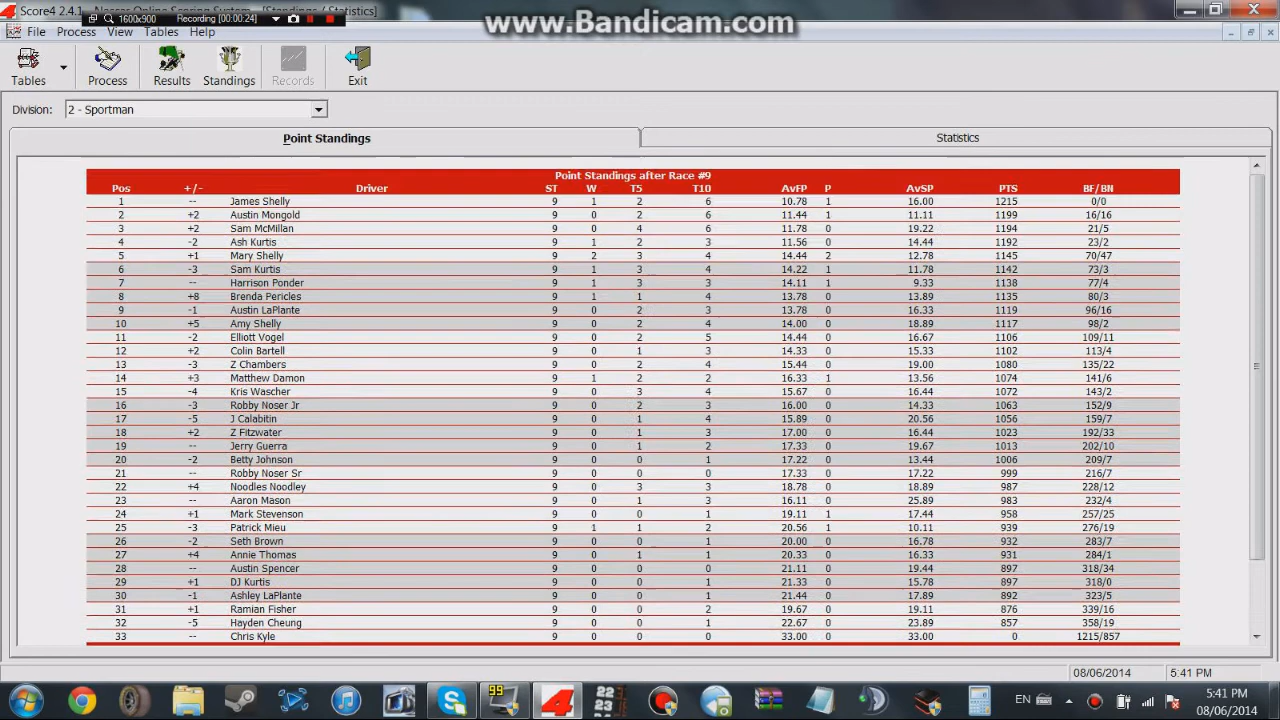 Score4 2.4.1 Online Scoring System - [Standings / Statistics]
1600x900 Recording [00:00:24]
www.Bandicam.com
File Process View Tables Help
Tables Process Results Standings Records Exit
Division: 2 - Sportman
Point Standings Statistics
Point Standings after Race #9
Pos +/- Driver ST W T5 T10 AvFP P AvSP PTS BF/BN
1 -- James Shelly 9 1 2 6 10.78 1 16.00 1215 0/0
2 +2 Austin Mongold 9 0 2 6 11.44 1 11.11 1199 16/16
3 +2 Sam McMillan 9 0 4 6 11.78 0 19.22 1194 21/5
4 -2 Ash Kurtis 9 1 2 3 11.56 0 14.44 1192 23/2
5 +1 Mary Shelly 9 2 3 4 14.44 2 12.78 1145 70/47
6 -3 Sam Kurtis 9 1 3 4 14.22 1 11.78 1142 73/3
7 -- Harrison Ponder 9 1 3 3 14.11 1 9.33 1138 77/4
8 +8 Brenda Pericles 9 1 1 4 13.78 0 13.89 1135 80/3
9 -1 Austin LaPlante 9 0 2 3 13.78 0 16.33 1119 96/16
10 +5 Amy Shelly 9 0 2 4 14.00 0 18.89 1117 98/2
11 -2 Elliott Vogel 9 0 2 5 14.44 0 16.67 1106 109/11
12 +2 Colin Bartell 9 0 1 3 14.33 0 15.33 1102 113/4
13 -3 Z Chambers 9 0 2 4 15.44 0 19.00 1080 135/22
14 +3 Matthew Damon 9 1 2 2 16.33 1 13.56 1074 141/6
15 -4 Kris Wascher 9 0 3 4 15.67 0 16.44 1072 143/2
16 -3 Robby Noser Jr 9 0 2 3 16.00 0 14.33 1063 152/9
17 -5 J Calabitin 9 0 1 4 15.89 0 20.56 1056 159/7
18 +2 Z Fitzwater 9 0 1 3 17.00 0 16.44 1023 192/33
19 -- Jerry Guerra 9 0 1 2 17.33 0 19.67 1013 202/10
20 -2 Betty Johnson 9 0 0 1 17.22 0 13.44 1006 209/7
21 -- Robby Noser Sr 9 0 0 0 17.33 0 17.22 999 216/7
22 +4 Noodles Noodley 9 0 3 3 18.78 0 18.89 987 228/12
23 -- Aaron Mason 9 0 1 3 16.11 0 25.89 983 232/4
24 +1 Mark Stevenson 9 0 0 1 19.11 1 17.44 958 257/25
25 -3 Patrick Mieu 9 1 1 2 20.56 1 10.11 939 276/19
26 -2 Seth Brown 9 0 0 1 20.00 0 16.78 932 283/7
27 +4 Annie Thomas 9 0 1 1 20.33 0 16.33 931 284/1
28 -- Austin Spencer 9 0 0 0 21.11 0 19.44 897 318/34
29 +1 DJ Kurtis 9 0 0 1 21.33 0 15.78 897 318/0
30 -1 Ashley LaPlante 9 0 0 1 21.44 0 17.89 892 323/5
31 +1 Ramian Fisher 9 0 0 2 19.67 0 19.11 876 339/16
32 -5 Hayden Cheung 9 0 0 1 22.67 0 23.89 857 358/19
33 -- Chris Kyle 9 0 0 0 33.00 0 33.00 0 1215/857
08/06/2014 5:41 PM
99 22 23 EN 5:41 PM
08/06/2014